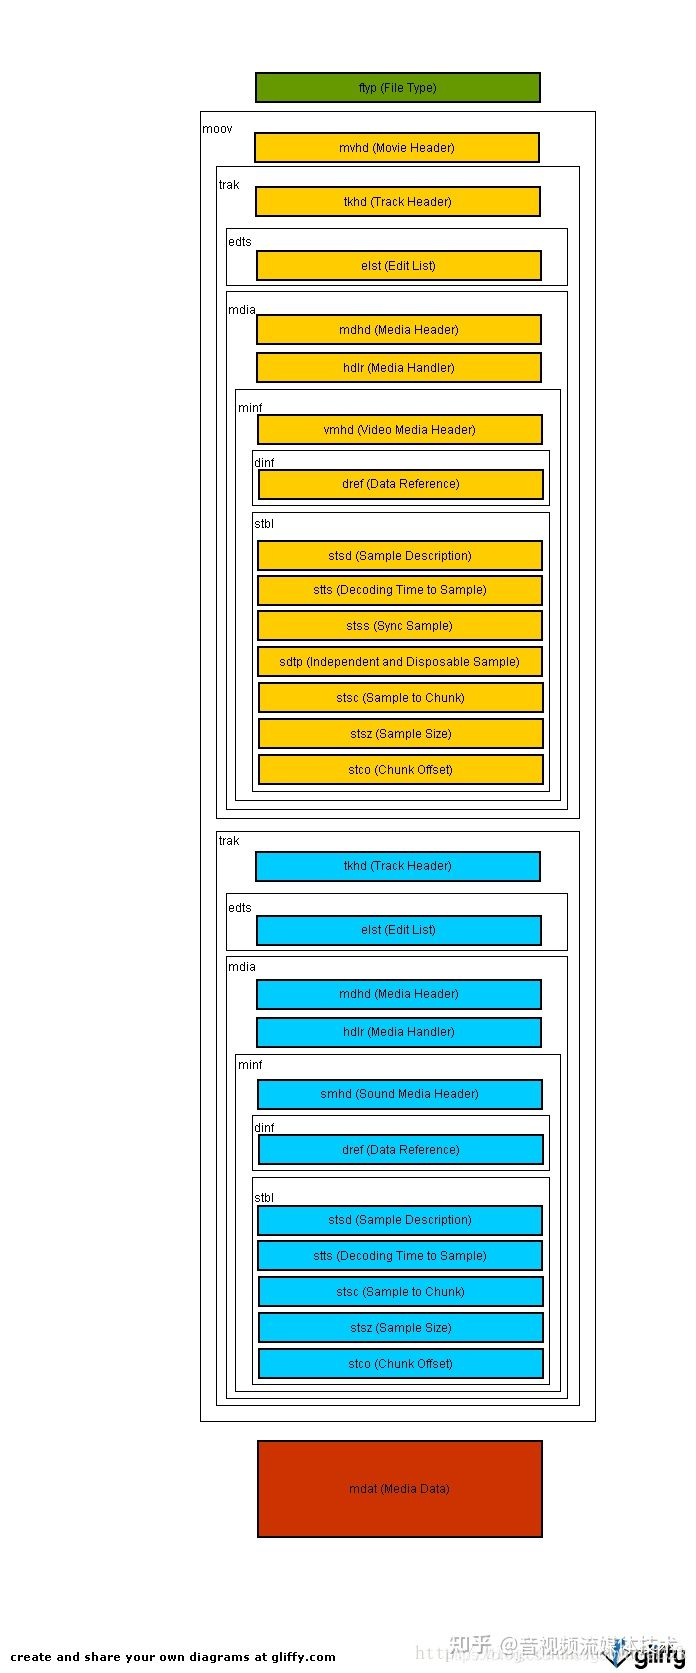 ftyp (File Type)
moov
mvhd (Movie Header)
trak
tkhd (Track Header)
edts
elst (Edit List)
mdia
mdhd (Media Header)
hdlr (Media Handler)
minf
vmhd (Video Media Header)
dinf
dref (Data Reference)
stbl
stsd (Sample Description)
stts (Decoding Time to Sample)
stss (Sync Sample)
sdtp (Independent and Disposable Sample)
stsc (Sample to Chunk)
stsz (Sample Size)
stco (Chunk Offset)
trak
tkhd (Track Header)
edts
elst (Edit List)
mdia
mdhd (Media Header)
hdlr (Media Handler)
minf
smhd (Sound Media Header)
dinf
dref (Data Reference)
stbl
stsd (Sample Description)
stts (Decoding Time to Sample)
stsc (Sample to Chunk)
stsz (Sample Size)
stco (Chunk Offset)
mdat (Media Data)
知乎 @音视频流媒体技术
create and share your own diagrams at gliffy.com
gliffy